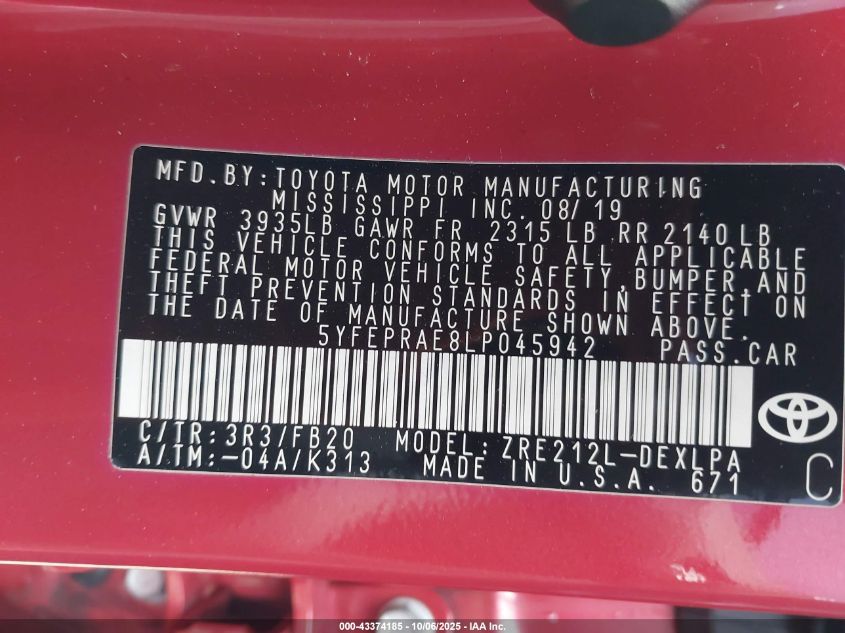 MFD.BY:TOYOTA MOTOR MANUFACTURING
MISSISSIPPI INC. 08/19
GVWR 3935LB GAWR FR 2315 LB RR 2140 LB
THIS VEHICLE CONFORMS TO ALL APPLICABLE
FEDERAL MOTOR VEHICLE SAFETY,BUMPER,AND
THEFT PREVENTION STANDARDS IN EFFECT ON
THE DATE OF MANUFACTURE SHOWN ABOVE.
5YFEPRAE8LP045942 PASS.CAR
C/TR:3R3/FB20 MODEL:ZRE212L-DEXLPA
A/TM:-04A/K313 MADE IN U.S.A. 671
C
000-43374185 - 10/06/2025 - IAA Inc.